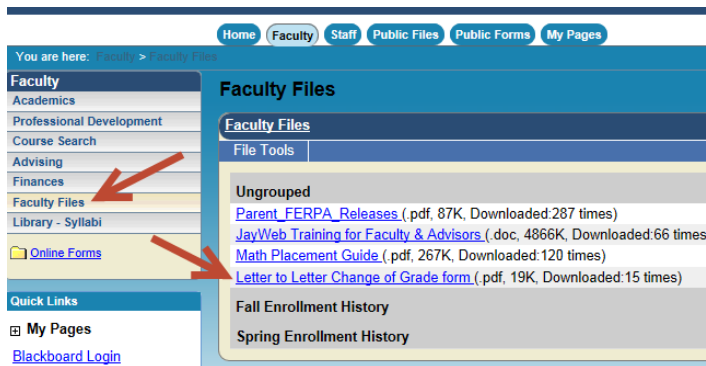 Home Faculty Staff Public Files Public Forms My Pages
You are here: Faculty > Faculty Files
Faculty
Academics
Professional Development
Course Search
Advising
Finances
Faculty Files
Library - Syllabi
Online Forms
Quick Links
My Pages
Blackboard Login
Faculty Files
Faculty Files
File Tools
Ungrouped
Parent_FERPA_Releases (.pdf, 87K, Downloaded:287 times)
JayWeb Training for Faculty & Advisors (.doc, 4866K, Downloaded:66 times
Math Placement Guide (.pdf, 267K, Downloaded:120 times)
Letter to Letter Change of Grade form (.pdf, 19K, Downloaded:15 times)
Fall Enrollment History
Spring Enrollment History